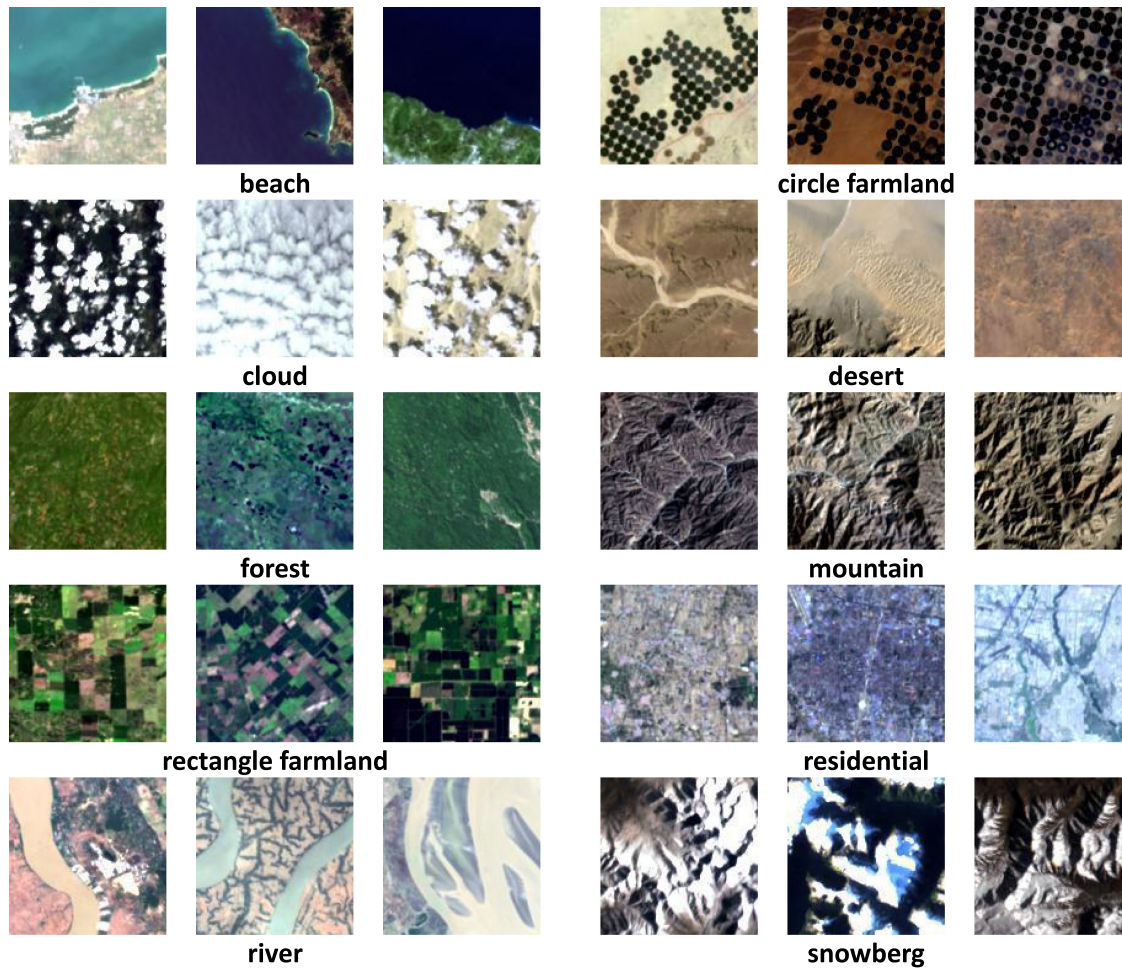 beach
circle farmland
cloud
desert
forest
mountain
rectangle farmland
residential
river
snowberg